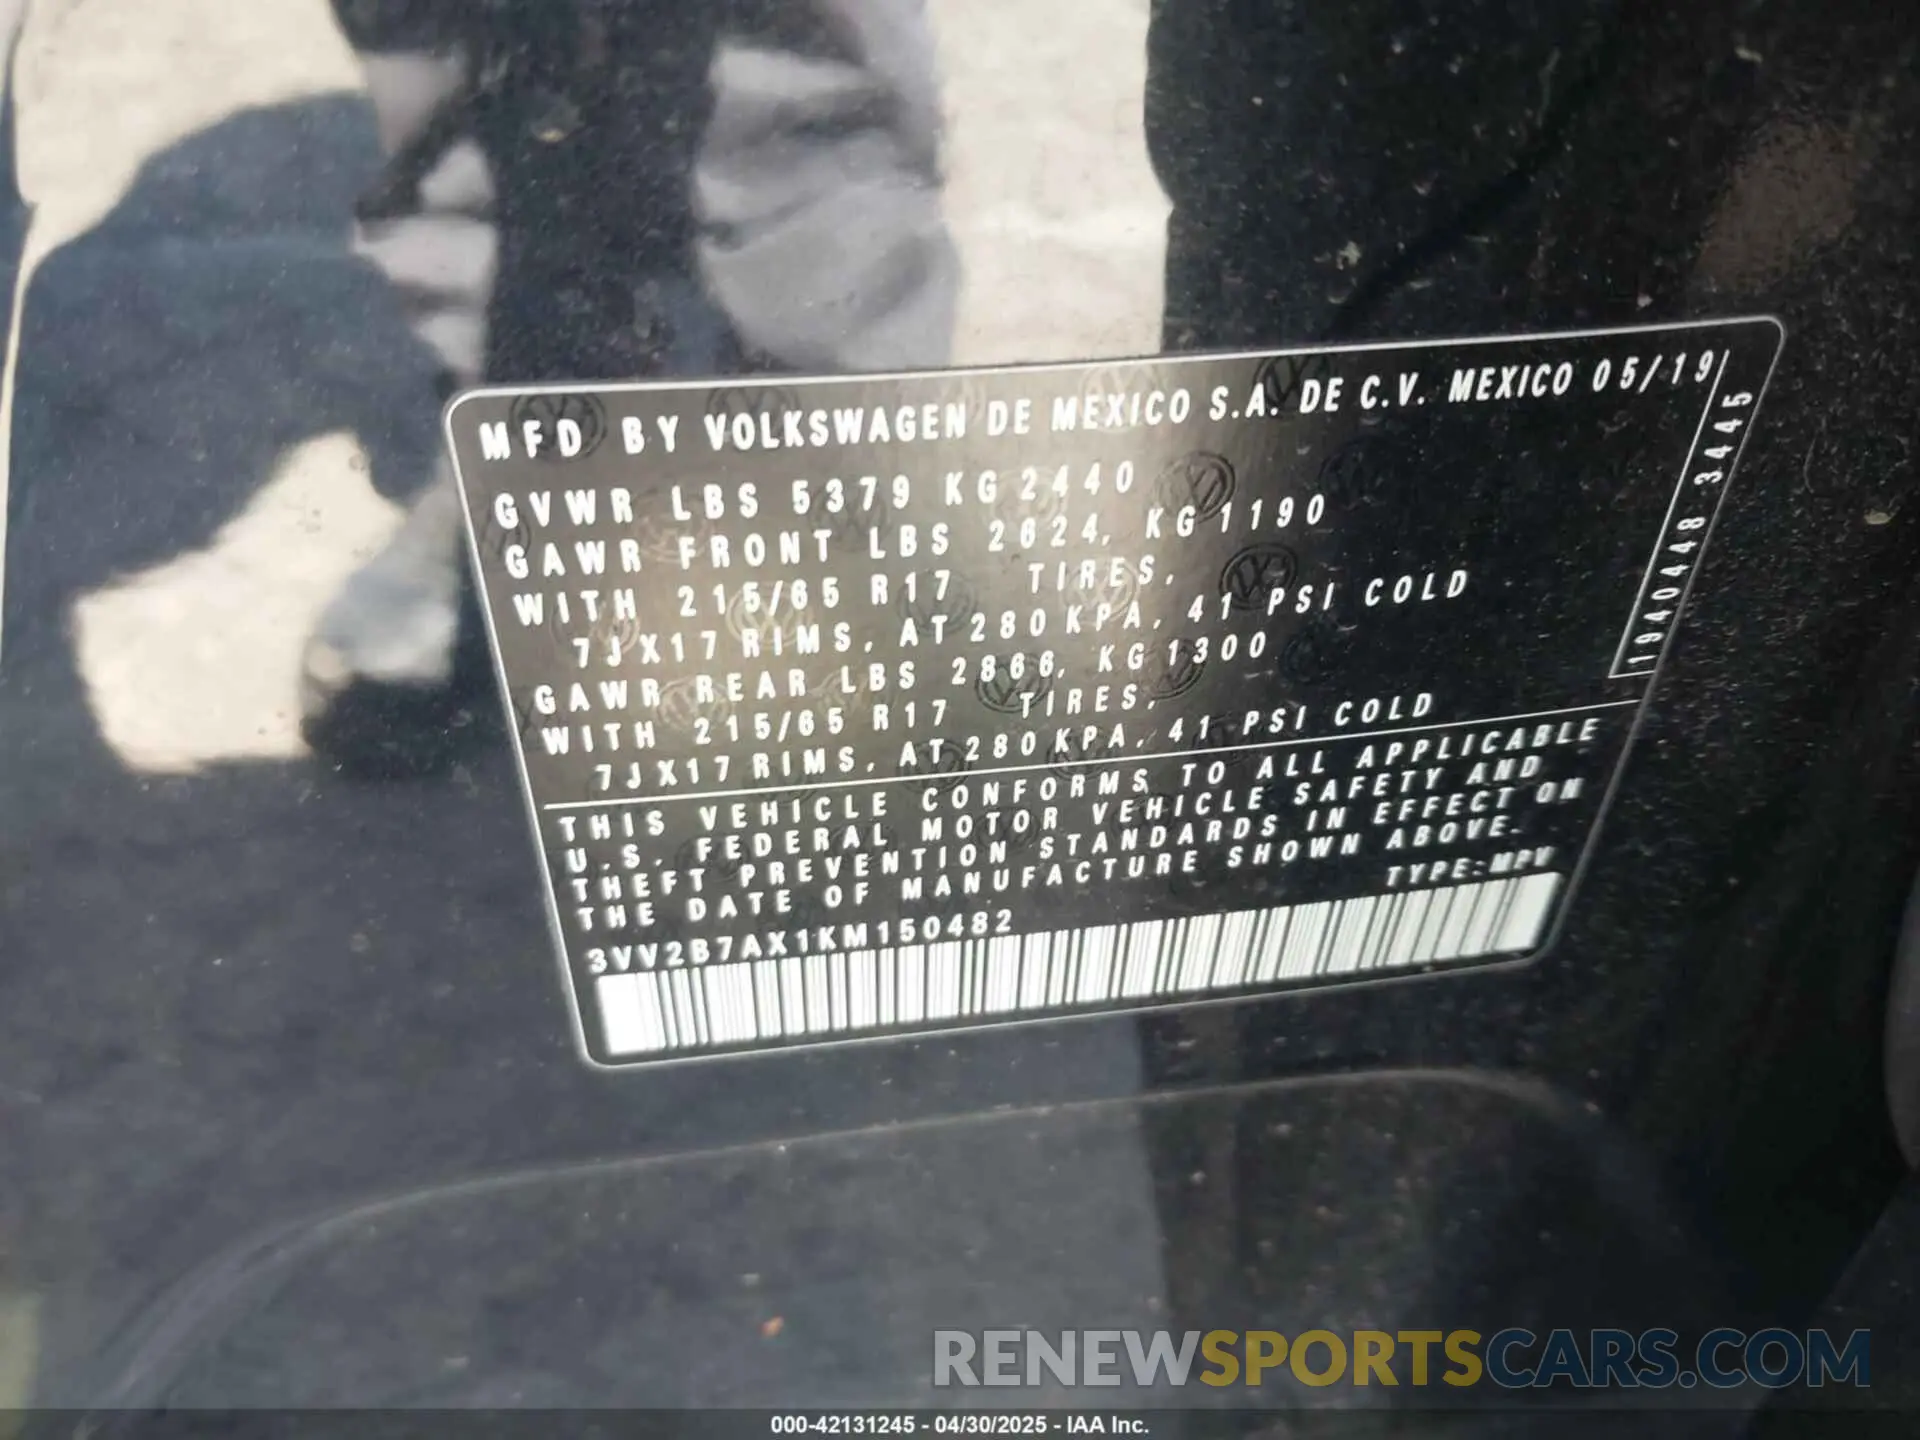 MFD BY VOLKSWAGEN DE MEXICO S.A. DE C.V. MEXICO 05/19
GVWR LBS 5379 KG 2440
GAWR FRONT LBS 2624, KG 1190
WITH 215/65 R17 TIRES,
7JX17 RIMS, AT 280 KPA, 41 PSI COLD
GAWR REAR LBS 2866, KG 1300
WITH 215/65 R17 TIRES,
7JX17 RIMS, AT 280 KPA, 41 PSI COLD
1940448 3445
THIS VEHICLE CONFORMS TO ALL APPLICABLE
U.S. FEDERAL MOTOR VEHICLE SAFETY AND
THEFT PREVENTION STANDARDS IN EFFECT ON
THE DATE OF MANUFACTURE SHOWN ABOVE.
3VV2B7AX1KM150482 TYPE:MPV
RENEWSPORTSCARS.COM
000-42131245 - 04/30/2025 - IAA Inc.